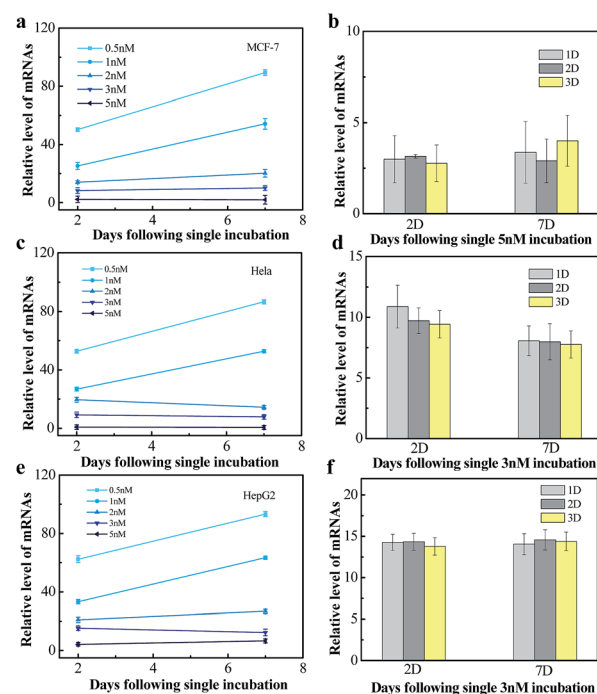 a
120
80
40
0
Relative level of mRNAs
0.5nM
1nM
2nM
3nM
5nM
MCF-7
2 4 6 8
Days following single incubation
b
10
5
0
Relative level of mRNAs
1D
2D
3D
2D 7D
Days following single 5nM incubation
c
120
80
40
0
Relative level of mRNAs
0.5nM
1nM
2nM
3nM
5nM
Hela
2 4 6 8
Days following single incubation
d
15
10
5
0
Relative level of mRNAs
1D
2D
3D
2D 7D
Days following single 3nM incubation
e
120
80
40
0
Relative level of mRNAs
0.5nM
1nM
2nM
3nM
5nM
HepG2
2 4 6 8
Days following single incubation
f
20
15
10
5
0
Relative level of mRNAs
1D
2D
3D
2D 7D
Days following single 3nM incubation